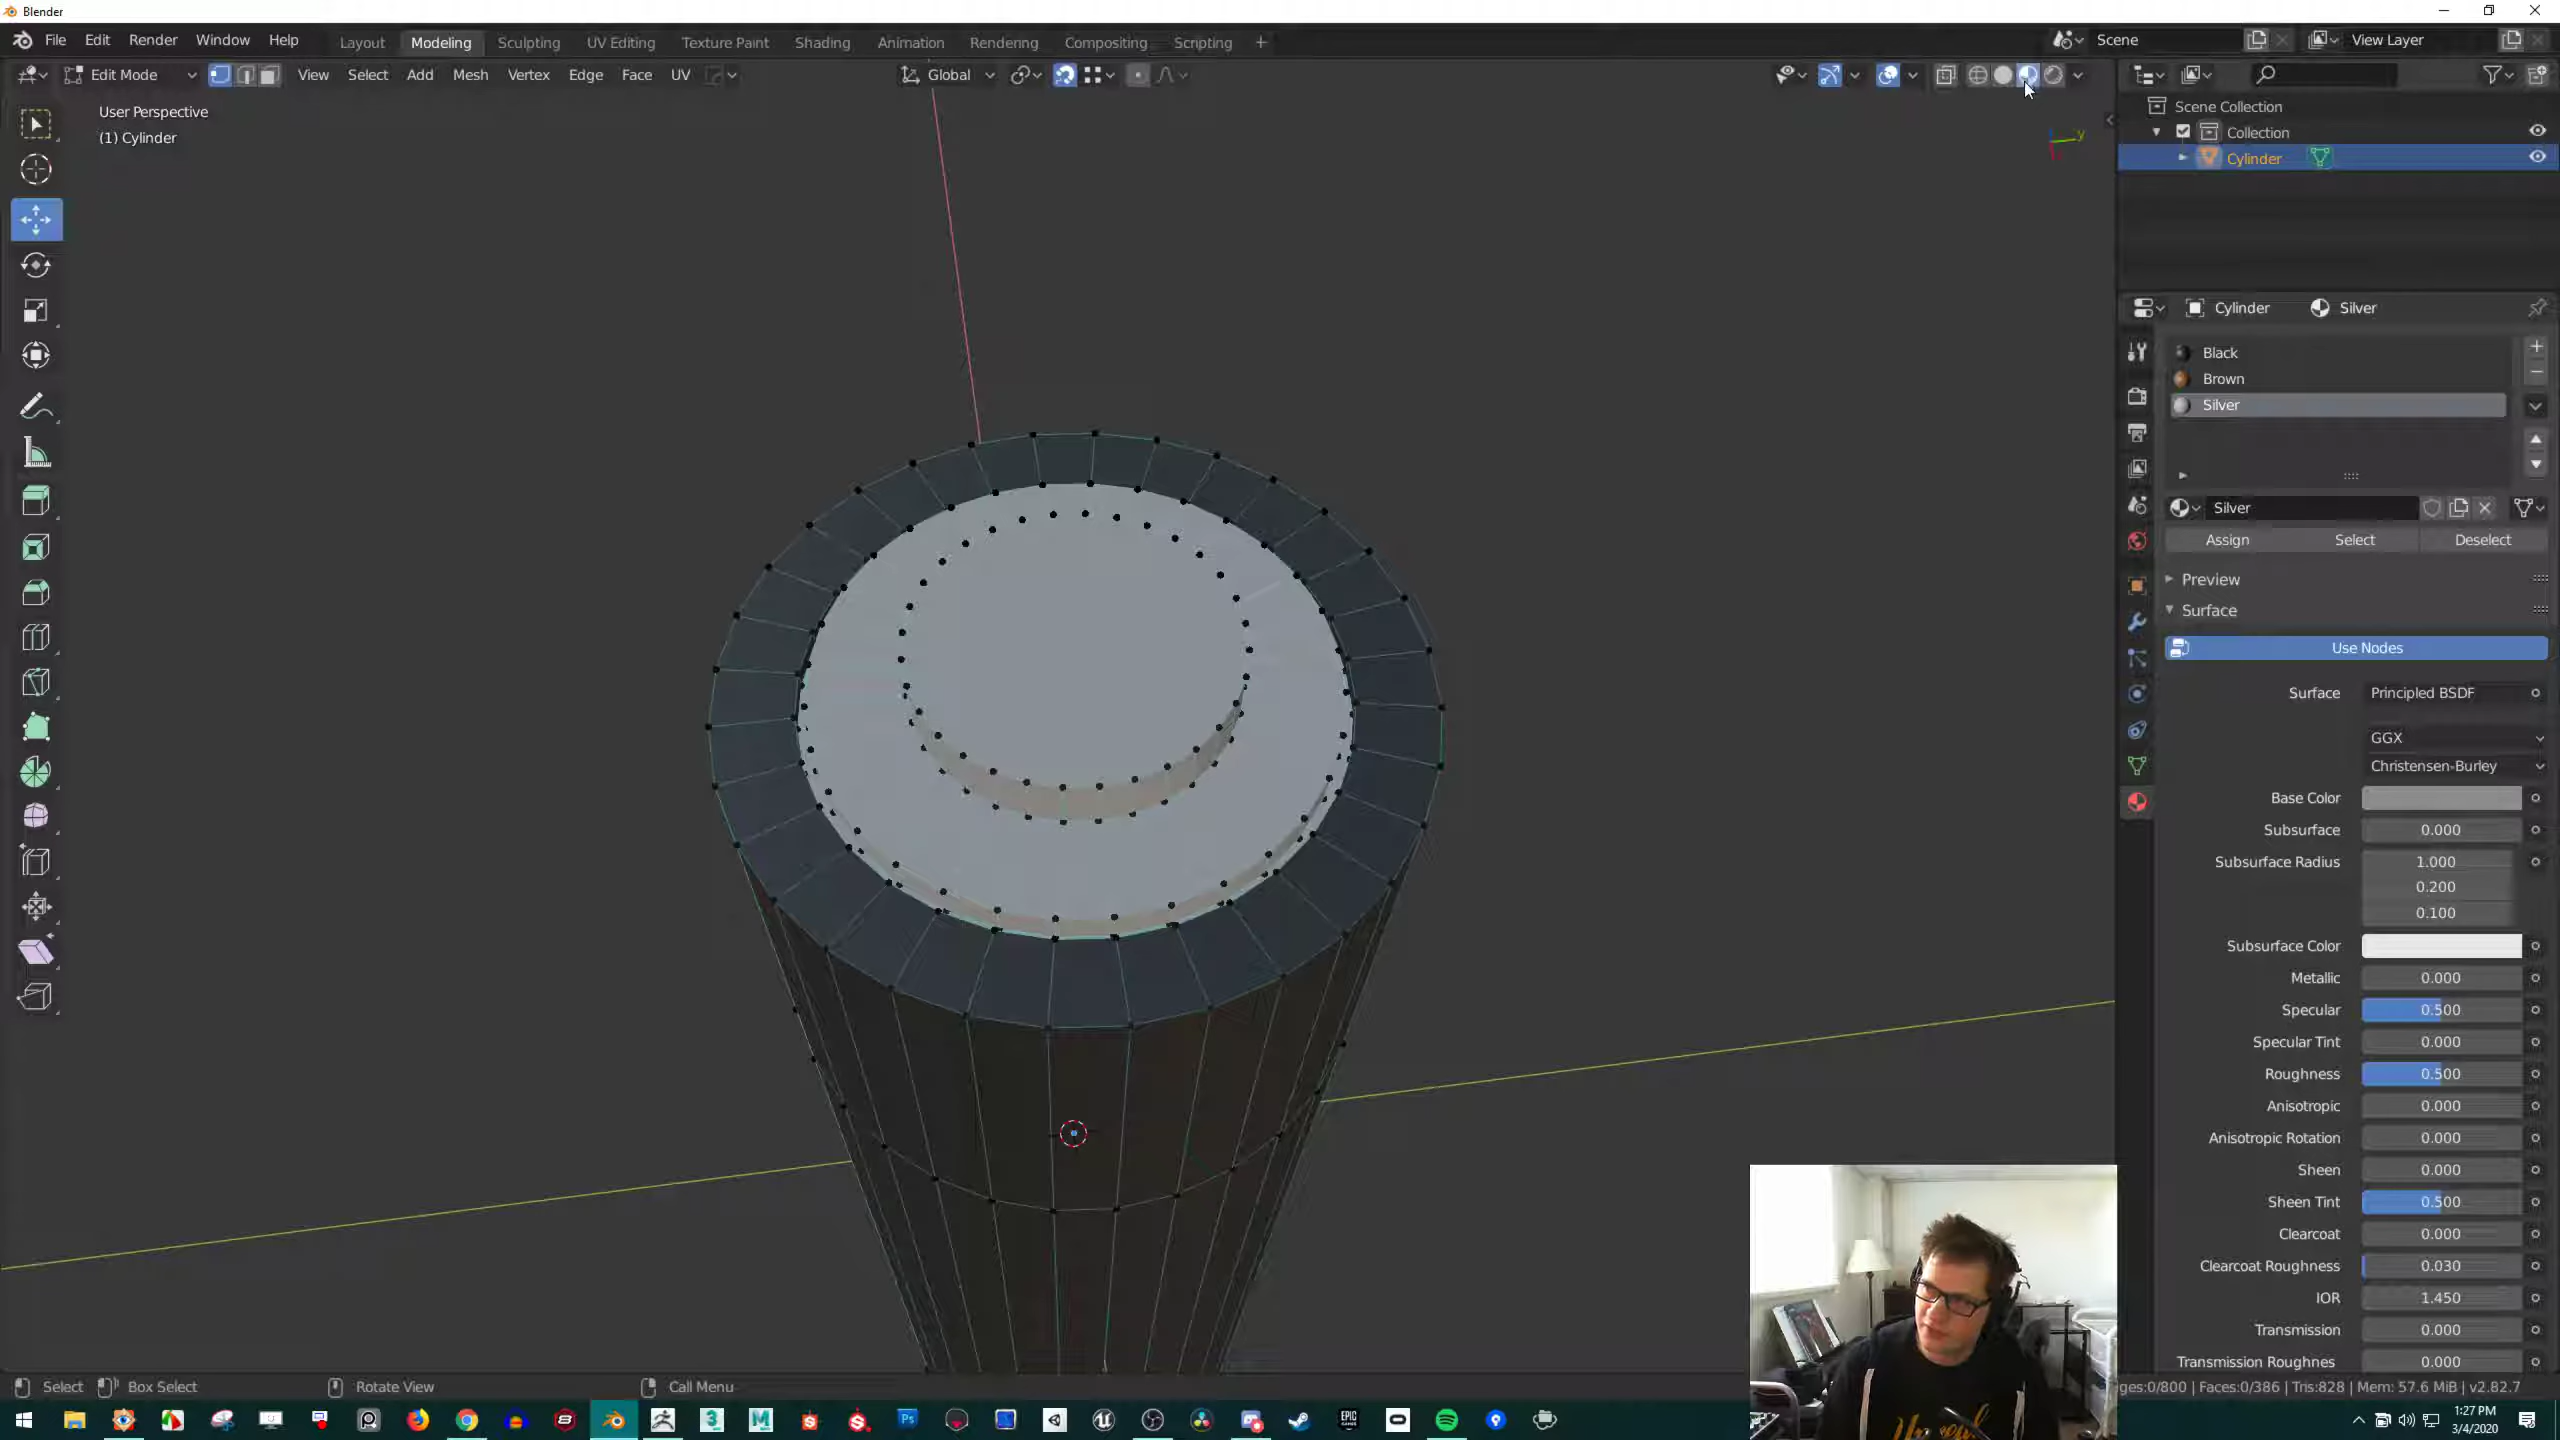 Blender
File Edit Render Window Help Layout Modeling Sculpting UV Editing Texture Paint Shading Animation Rendering Compositing Scripting + Scene View Layer
Edit Mode View Select Add Mesh Vertex Edge Face UV Global
User Perspective
(1) Cylinder
y
Scene Collection
Collection
Cylinder
Cylinder Silver
Black
Brown
Silver
Silver
Assign Select Deselect
Preview
Surface
Use Nodes
Surface Principled BSDF
GGX
Christensen-Burley
Base Color
Subsurface 0.000
Subsurface Radius 1.000
0.200
0.100
Subsurface Color
Metallic 0.000
Specular 0.500
Specular Tint 0.000
Roughness 0.500
Anisotropic 0.000
Anisotropic Rotation 0.000
Sheen 0.000
Sheen Tint 0.500
Clearcoat 0.000
Clearcoat Roughness 0.030
IOR 1.450
Transmission 0.000
Transmission Roughnes 0.000
Select Box Select Rotate View Call Menu ges:0/800 | Faces:0/386 | Tris:828 | Mem: 57.6 MiB | v2.82.7
Ps
EPIC GAMES
1:27 PM
3/4/2020